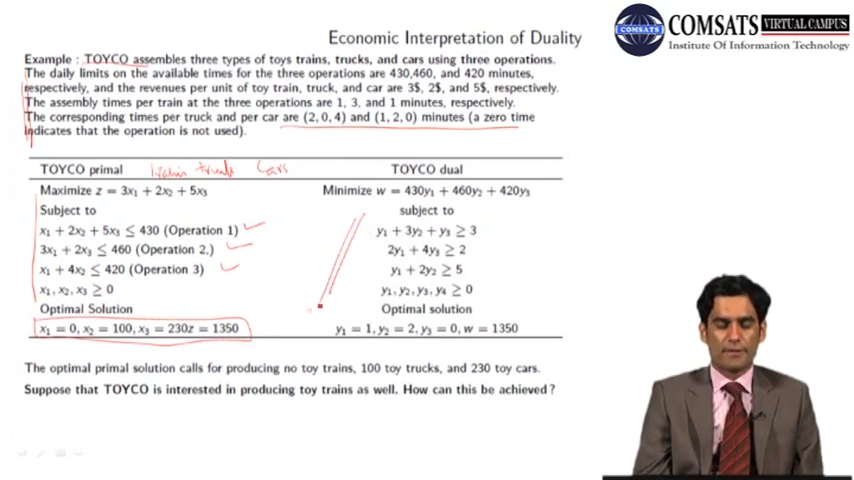 Economic Interpretation of Duality
COMSATS VIRTUAL CAMPUS
Institute Of Information Technology
Example : TOYCO assembles three types of toys trains, trucks, and cars using three operations.
The daily limits on the available times for the three operations are 430,460, and 420 minutes,
respectively, and the revenues per unit of toy train, truck, and car are 3$, 2$, and 5$, respectively.
The assembly times per train at the three operations are 1, 3, and 1 minutes, respectively.
The corresponding times per truck and per car are (2, 0, 4) and (1, 2, 0) minutes (a zero time
indicates that the operation is not used).
TOYCO primal train truck Cars TOYCO dual
Maximize z = 3x₁ + 2x₂ + 5x₃ Minimize w = 430y₁ + 460y₂ + 420y₃
Subject to subject to
x₁ + 2x₂ + 5x₃ ≤ 430 (Operation 1) y₁ + 3y₂ + y₃ ≥ 3
3x₁ + 2x₃ ≤ 460 (Operation 2,) 2y₁ + 4y₃ ≥ 2
x₁ + 4x₂ ≤ 420 (Operation 3) y₁ + 2y₂ ≥ 5
x₁, x₂, x₃ ≥ 0 y₁, y₂, y₃, y₄ ≥ 0
Optimal Solution Optimal solution
x₁ = 0, x₂ = 100, x₃ = 230z = 1350 y₁ = 1, y₂ = 2, y₃ = 0, w = 1350
The optimal primal solution calls for producing no toy trains, 100 toy trucks, and 230 toy cars.
Suppose that TOYCO is interested in producing toy trains as well. How can this be achieved?